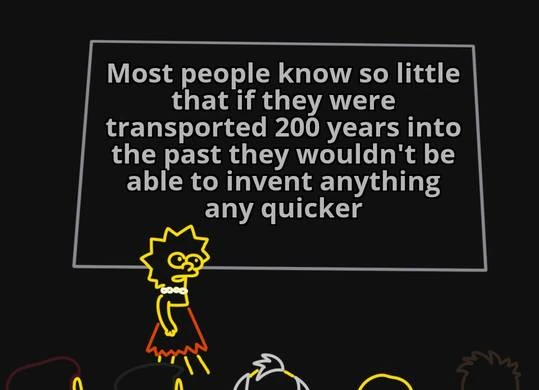 Most people know so little
that if they were
transported 200 years into
the past they wouldn't be
able to invent anything
any quicker